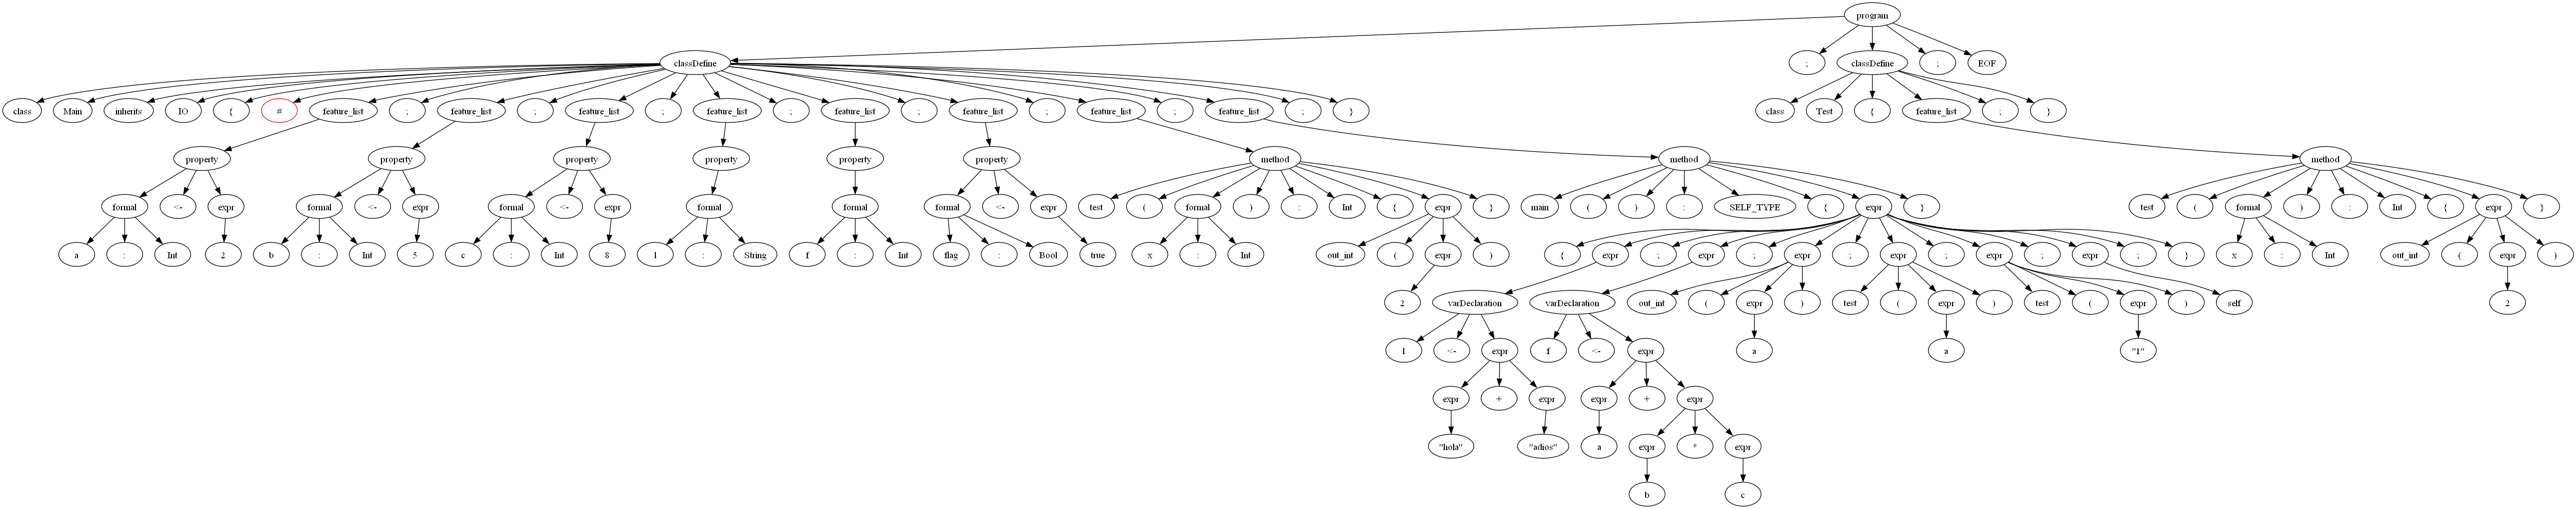 program
classDefine ; classDefine ; EOF
class Main inherits IO { # feature_list ; feature_list ; feature_list ; feature_list ; feature_list ; feature_list ; feature_list ; feature_list ; } class Test { feature_list ; }
property property property property property property method method method
formal <- expr formal <- expr formal <- expr formal formal formal <- expr test ( formal ) : Int { expr } main ( ) : SELF_TYPE { expr } test ( formal ) : Int { expr }
a : Int 2 b : Int 5 c : Int 8 l : String f : Int flag : Bool true x : Int out_int ( expr ) { expr ; expr ; expr ; expr ; expr ; expr ; } x : Int out_int ( expr )
2 varDeclaration varDeclaration out_int ( expr ) test ( expr ) test ( expr ) self 2
l <- expr f <- expr a a "1"
expr + expr expr + expr
"hola" "adios" a expr * expr
b c